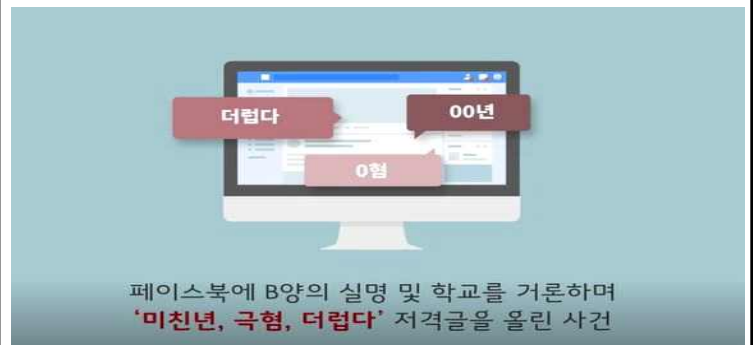 더럽다
00년
0혐
페이스북에 B양의 실명 및 학교를 거론하며
'미친년, 극혐, 더럽다' 저격글을 올린 사건